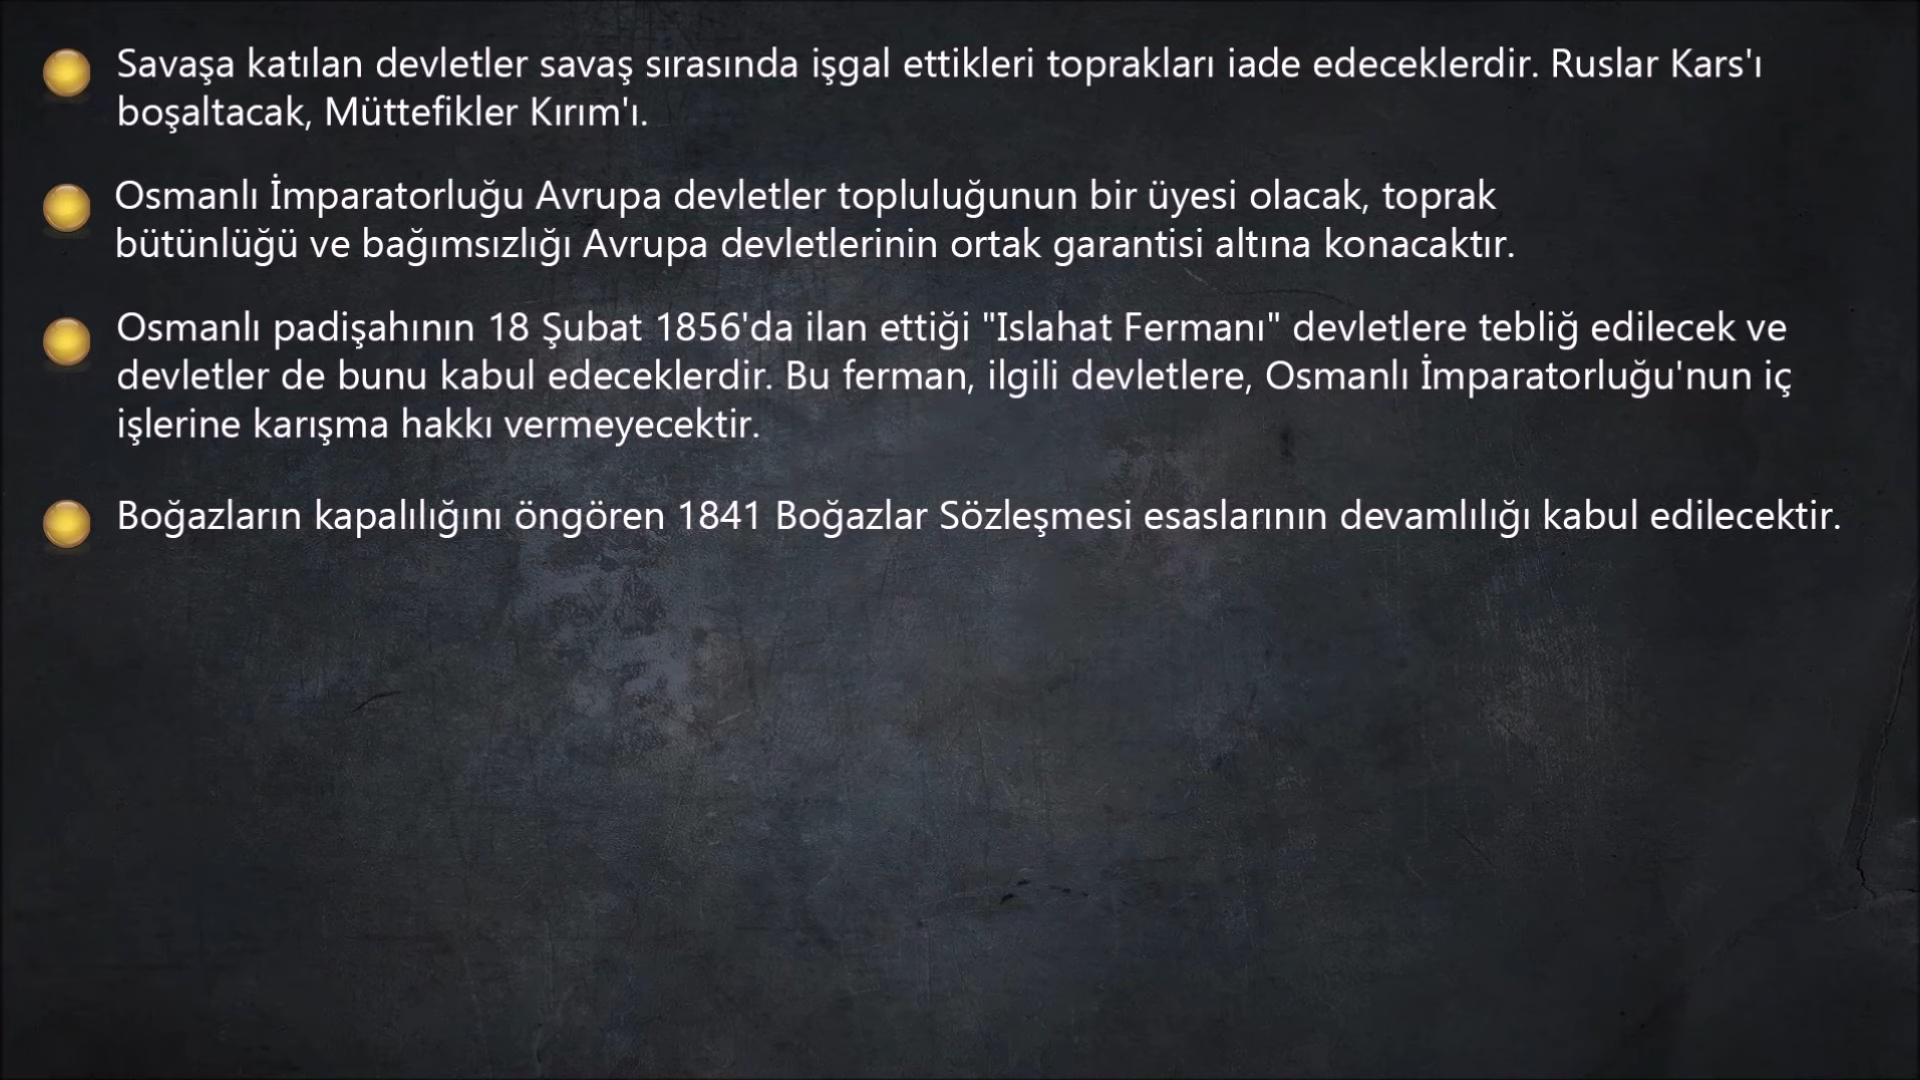 Savaşa katılan devletler savaş sırasında işgal ettikleri toprakları iade edeceklerdir. Ruslar Kars'ı
boşaltacak, Müttefikler Kırım'ı.
Osmanlı İmparatorluğu Avrupa devletler topluluğunun bir üyesi olacak, toprak
bütünlüğü ve bağımsızlığı Avrupa devletlerinin ortak garantisi altına konacaktır.
Osmanlı padişahının 18 Şubat 1856'da ilan ettiği "Islahat Fermanı" devletlere tebliğ edilecek ve
devletler de bunu kabul edeceklerdir. Bu ferman, ilgili devletlere, Osmanlı İmparatorluğu'nun iç
işlerine karışma hakkı vermeyecektir.
Boğazların kapalılığını öngören 1841 Boğazlar Sözleşmesi esaslarının devamlılığı kabul edilecektir.